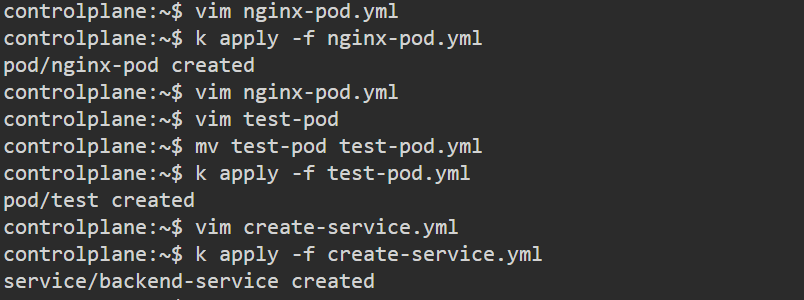 controlplane:~$ vim nginx-pod.yml
controlplane:~$ k apply -f nginx-pod.yml
pod/nginx-pod created
controlplane:~$ vim nginx-pod.yml
controlplane:~$ vim test-pod
controlplane:~$ mv test-pod test-pod.yml
controlplane:~$ k apply -f test-pod.yml
pod/test created
controlplane:~$ vim create-service.yml
controlplane:~$ k apply -f create-service.yml
service/backend-service created